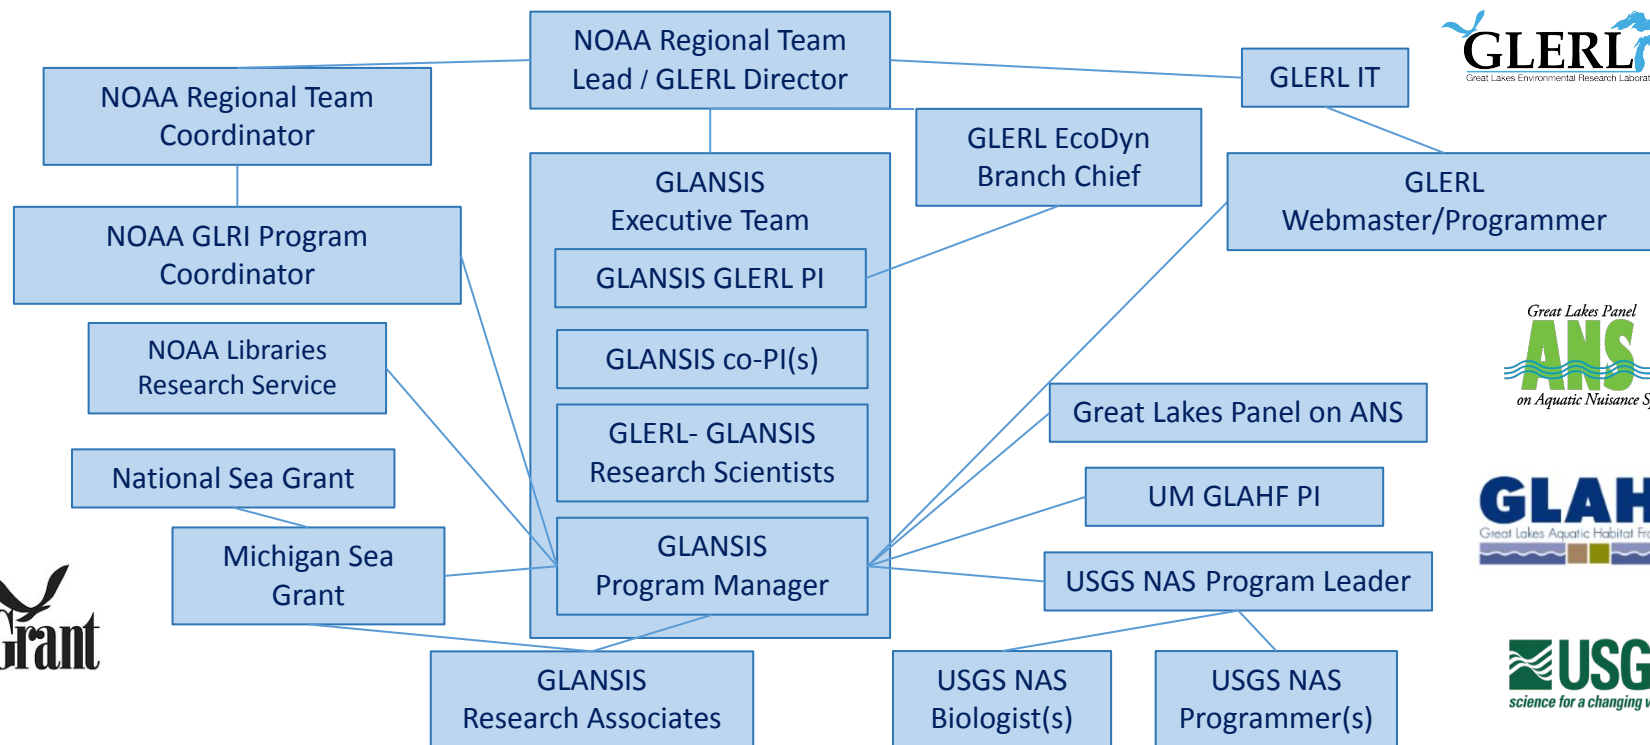 NOAA Regional Team
Lead / GLERL Director
GLERL IT
GLERL
Great Lakes Environmental Research
NOAA Regional Team
Coordinator
GLERL EcoDyn
Branch Chief
GLANSIS
Executive Team
GLERL
Webmaster/Programmer
NOAA GLRI Program
Coordinator
GLANSIS GLERL PI
Great Lakes Panel
ANS
on Aquatic Nuisance
NOAA Libraries
Research Service
GLANSIS co-PI(s)
Great Lakes Panel on ANS
GLERL- GLANSIS
Research Scientists
National Sea Grant
UM GLAHF PI
GLAH
Great Lakes Aquatic Habitat
Michigan Sea
Grant
GLANSIS
Program Manager
USGS NAS Program Leader
Grant
GLANSIS
Research Associates
USGS NAS
Biologist(s)
USGS NAS
Programmer(s)
USG
science for a changing